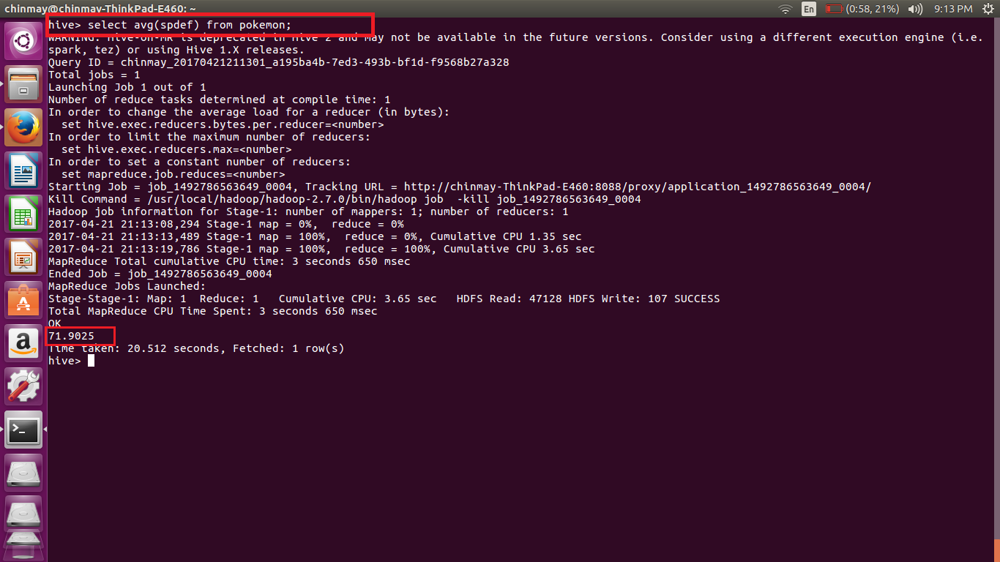 chinmay@chinmay-ThinkPad-E460: ~
En (0:58, 21%) 9:13 PM
hive> select avg(spdef) from pokemon;
WARNING: Hive-on-MR is deprecated in Hive 2 and may not be available in the future versions. Consider using a different execution engine (i.e.
spark, tez) or using Hive 1.X releases.
Query ID = chinmay_20170421211301_a195ba4b-7ed3-493b-bf1d-f9568b27a328
Total jobs = 1
Launching Job 1 out of 1
Number of reduce tasks determined at compile time: 1
In order to change the average load for a reducer (in bytes):
  set hive.exec.reducers.bytes.per.reducer=<number>
In order to limit the maximum number of reducers:
  set hive.exec.reducers.max=<number>
In order to set a constant number of reducers:
  set mapreduce.job.reduces=<number>
Starting Job = job_1492786563649_0004, Tracking URL = http://chinmay-ThinkPad-E460:8088/proxy/application_1492786563649_0004/
Kill Command = /usr/local/hadoop/hadoop-2.7.0/bin/hadoop job  -kill job_1492786563649_0004
Hadoop job information for Stage-1: number of mappers: 1; number of reducers: 1
2017-04-21 21:13:08,294 Stage-1 map = 0%,  reduce = 0%
2017-04-21 21:13:13,489 Stage-1 map = 100%,  reduce = 0%, Cumulative CPU 1.35 sec
2017-04-21 21:13:19,786 Stage-1 map = 100%,  reduce = 100%, Cumulative CPU 3.65 sec
MapReduce Total cumulative CPU time: 3 seconds 650 msec
Ended Job = job_1492786563649_0004
MapReduce Jobs Launched:
Stage-Stage-1: Map: 1  Reduce: 1   Cumulative CPU: 3.65 sec   HDFS Read: 47128 HDFS Write: 107 SUCCESS
Total MapReduce CPU Time Spent: 3 seconds 650 msec
OK
71.9025
Time taken: 20.512 seconds, Fetched: 1 row(s)
hive>